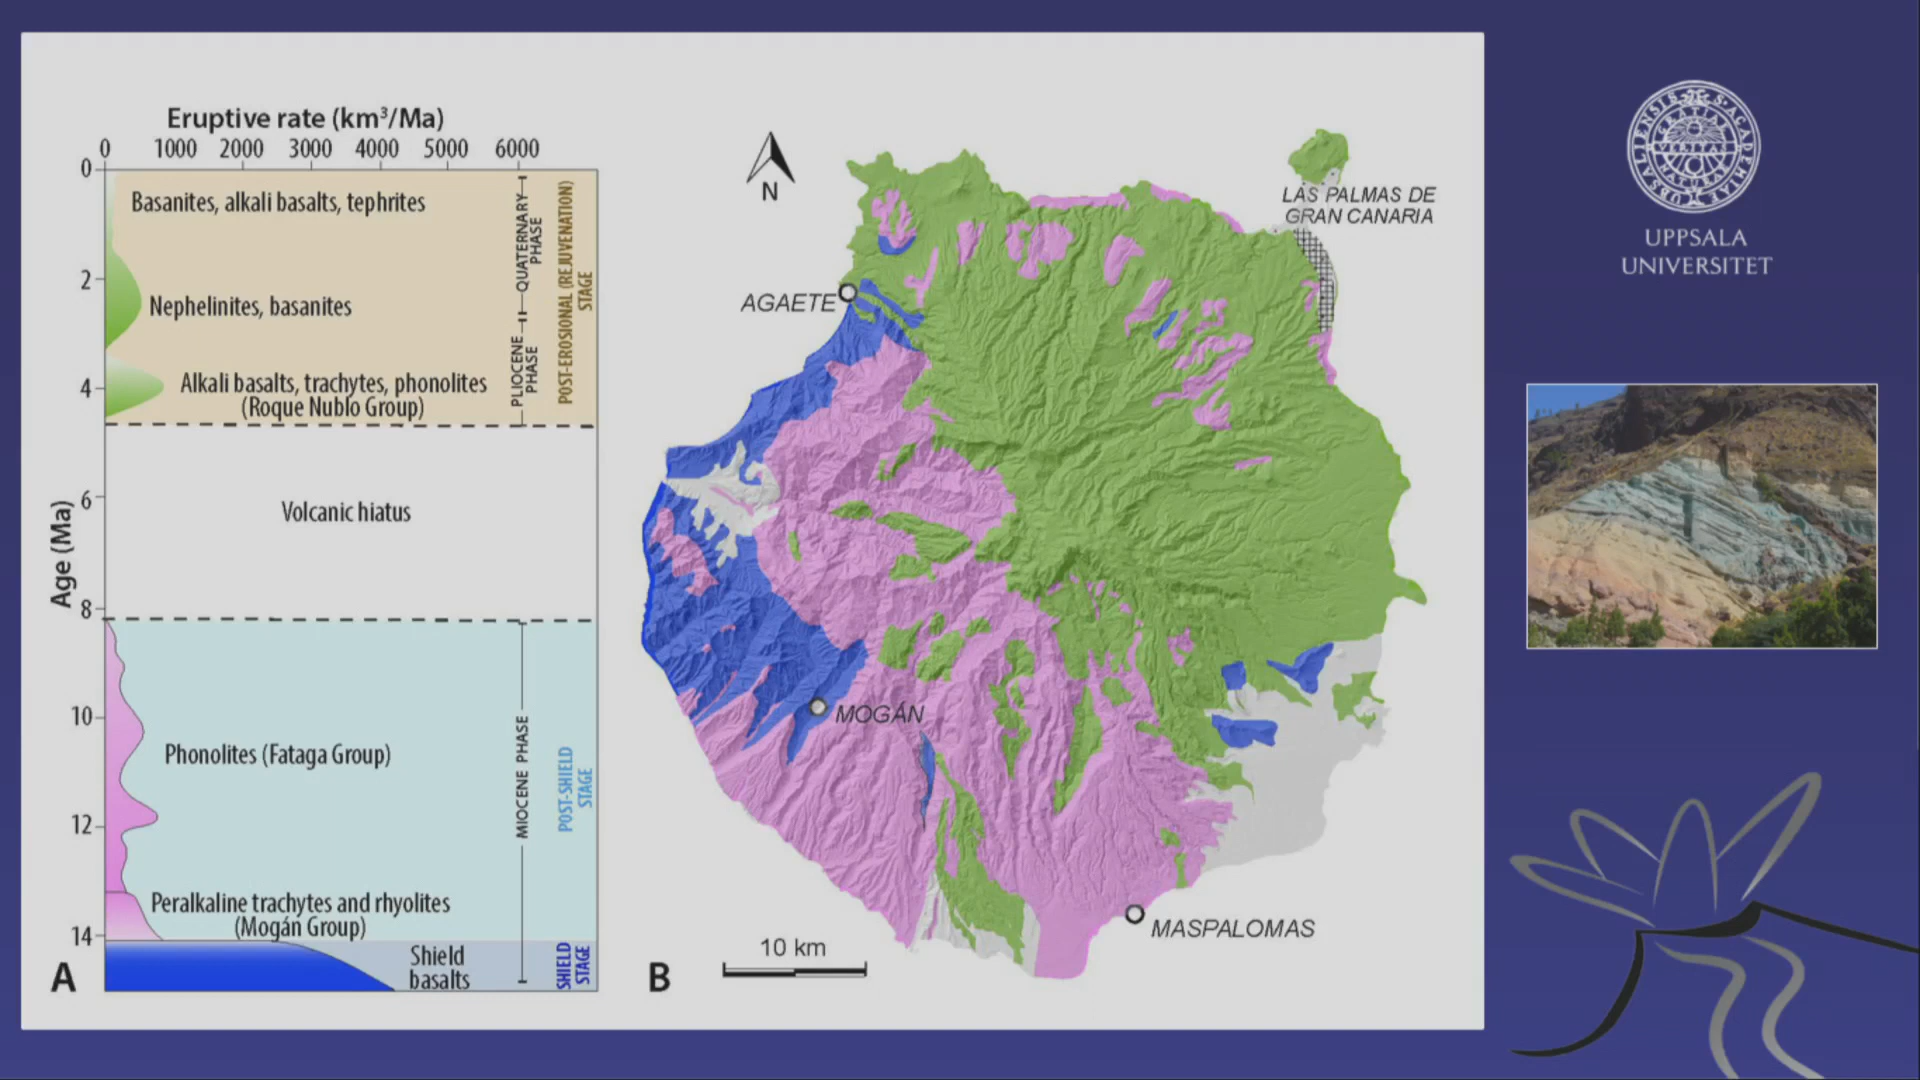 Eruptive rate (km³/Ma)
0 1000 2000 3000 4000 5000 6000
0
2
4
6
8
10
12
14
Age (Ma)
Basanites, alkali basalts, tephrites
Nephelinites, basanites
Alkali basalts, trachytes, phonolites
(Roque Nublo Group)
Volcanic hiatus
Phonolites (Fataga Group)
Peralkaline trachytes and rhyolites
(Mogán Group)
Shield
basalts
QUATERNARY
PHASE
PLIOCENE
PHASE
MIOCENE PHASE
POST-EROSIONAL (REJUVENATION)
STAGE
POST-SHIELD
STAGE
SHIELD
STAGE
A
N
LAS PALMAS DE
GRAN CANARIA
AGAETE
MOGÁN
MASPALOMAS
10 km
B
UPPSALA
UNIVERSITET